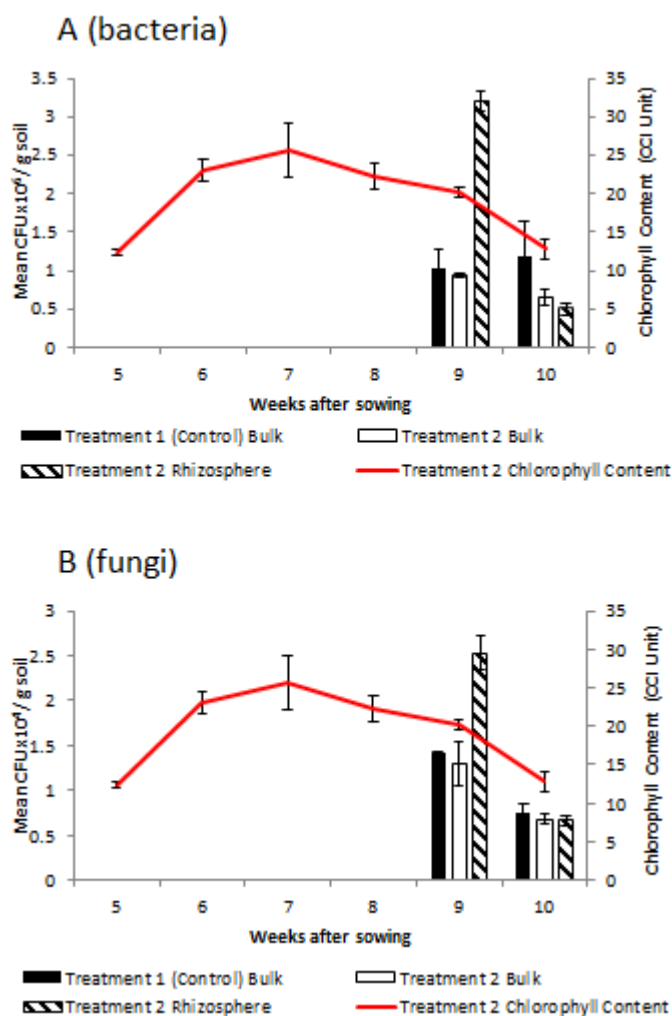 A (bacteria)
3.5
3
2.5
2
1.5
1
0.5
0
Mean CFUx10⁶/ g soil
35
30
25
20
15
10
5
0
Chlorophyll Content (CCI Unit)
5 6 7 8 9 10
Weeks after sowing
Treatment 1 (Control) Bulk Treatment 2 Bulk
Treatment 2 Rhizosphere Treatment 2 Chlorophyll Content
B (fungi)
3
2.5
2
1.5
1
0.5
0
Mean CFUx10⁴/ g soil
35
30
25
20
15
10
5
0
Chlorophyll Content (CCI Unit)
5 6 7 8 9 10
Weeks after sowing
Treatment 1 (Control) Bulk Treatment 2 Bulk
Treatment 2 Rhizosphere Treatment 2 Chlorophyll Content